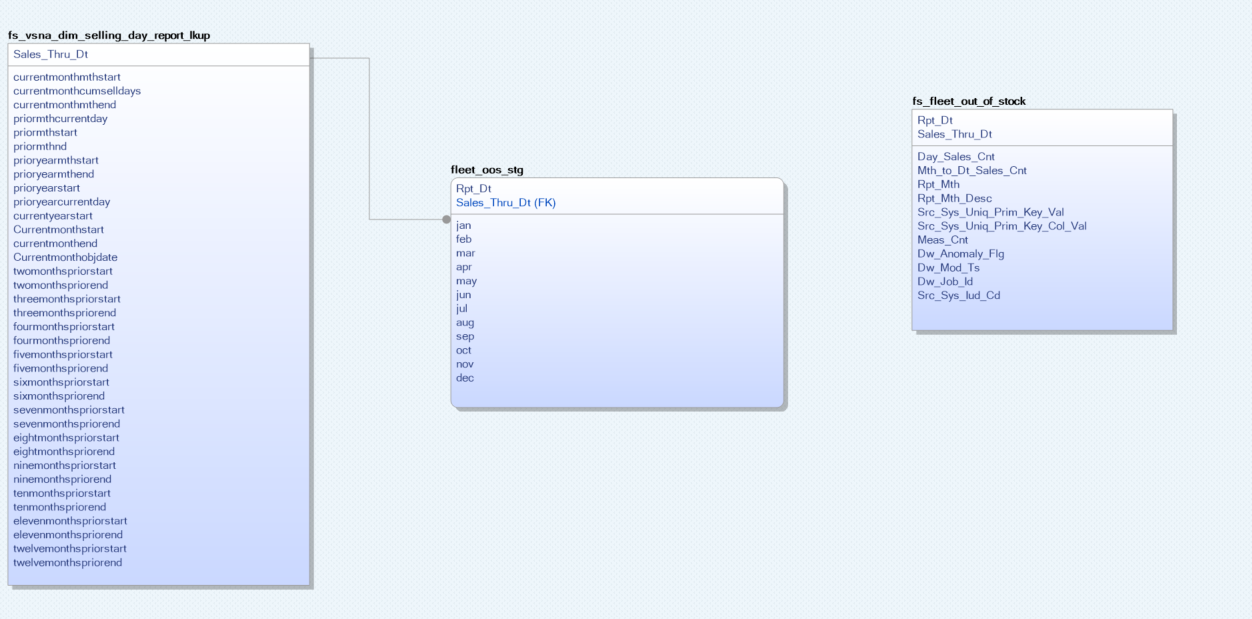 fs_vsna_dim_selling_day_report_lkup
Sales_Thru_Dt
currentmonthmthstart
currentmonthcumselldays
currentmonthmthend
priormthcurrentday
priormthstart
priormthnd
prioryearmthstart
prioryearmthend
prioryearstart
prioryearcurrentday
currentyearstart
Currentmonthstart
currentmonthend
Currentmonthobjdate
twomonthspriorstart
twomonthspriorend
threemonthspriorstart
threemonthspriorend
fourmonthspriorstart
fourmonthspriorend
fivemonthspriorstart
fivemonthspriorend
sixmonthspriorstart
sixmonthspriorend
sevenmonthspriorstart
sevenmonthspriorend
eightmonthspriorstart
eightmonthspriorend
ninemonthspriorstart
ninemonthspriorend
tenmonthspriorstart
tenmonthspriorend
elevenmonthspriorstart
elevenmonthspriorend
twelvemonthspriorstart
twelvemonthspriorend
fleet_oos_stg
Rpt_Dt
Sales_Thru_Dt (FK)
jan
feb
mar
apr
may
jun
jul
aug
sep
oct
nov
dec
fs_fleet_out_of_stock
Rpt_Dt
Sales_Thru_Dt
Day_Sales_Cnt
Mth_to_Dt_Sales_Cnt
Rpt_Mth
Rpt_Mth_Desc
Src_Sys_Uniq_Prim_Key_Val
Src_Sys_Uniq_Prim_Key_Col_Val
Meas_Cnt
Dw_Anomaly_Flg
Dw_Mod_Ts
Dw_Job_Id
Src_Sys_Iud_Cd